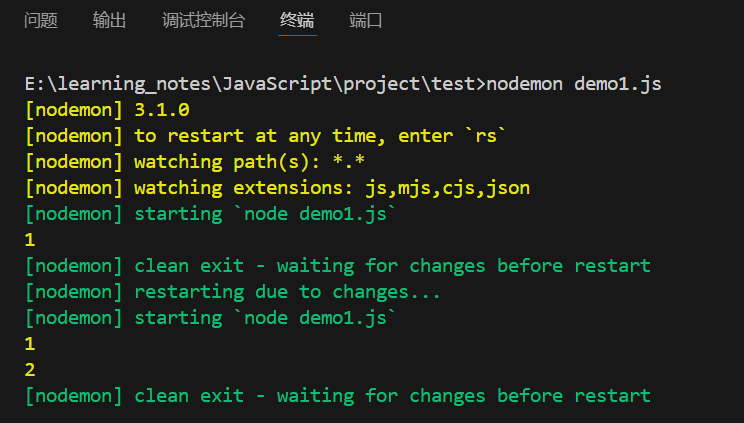 问题 输出 调试控制台 终端 端口
E:\learning_notes\JavaScript\project\test>nodemon demo1.js
[nodemon] 3.1.0
[nodemon] to restart at any time, enter `rs`
[nodemon] watching path(s): *.*
[nodemon] watching extensions: js,mjs,cjs,json
[nodemon] starting `node demo1.js`
1
[nodemon] clean exit - waiting for changes before restart
[nodemon] restarting due to changes...
[nodemon] starting `node demo1.js`
1
2
[nodemon] clean exit - waiting for changes before restart